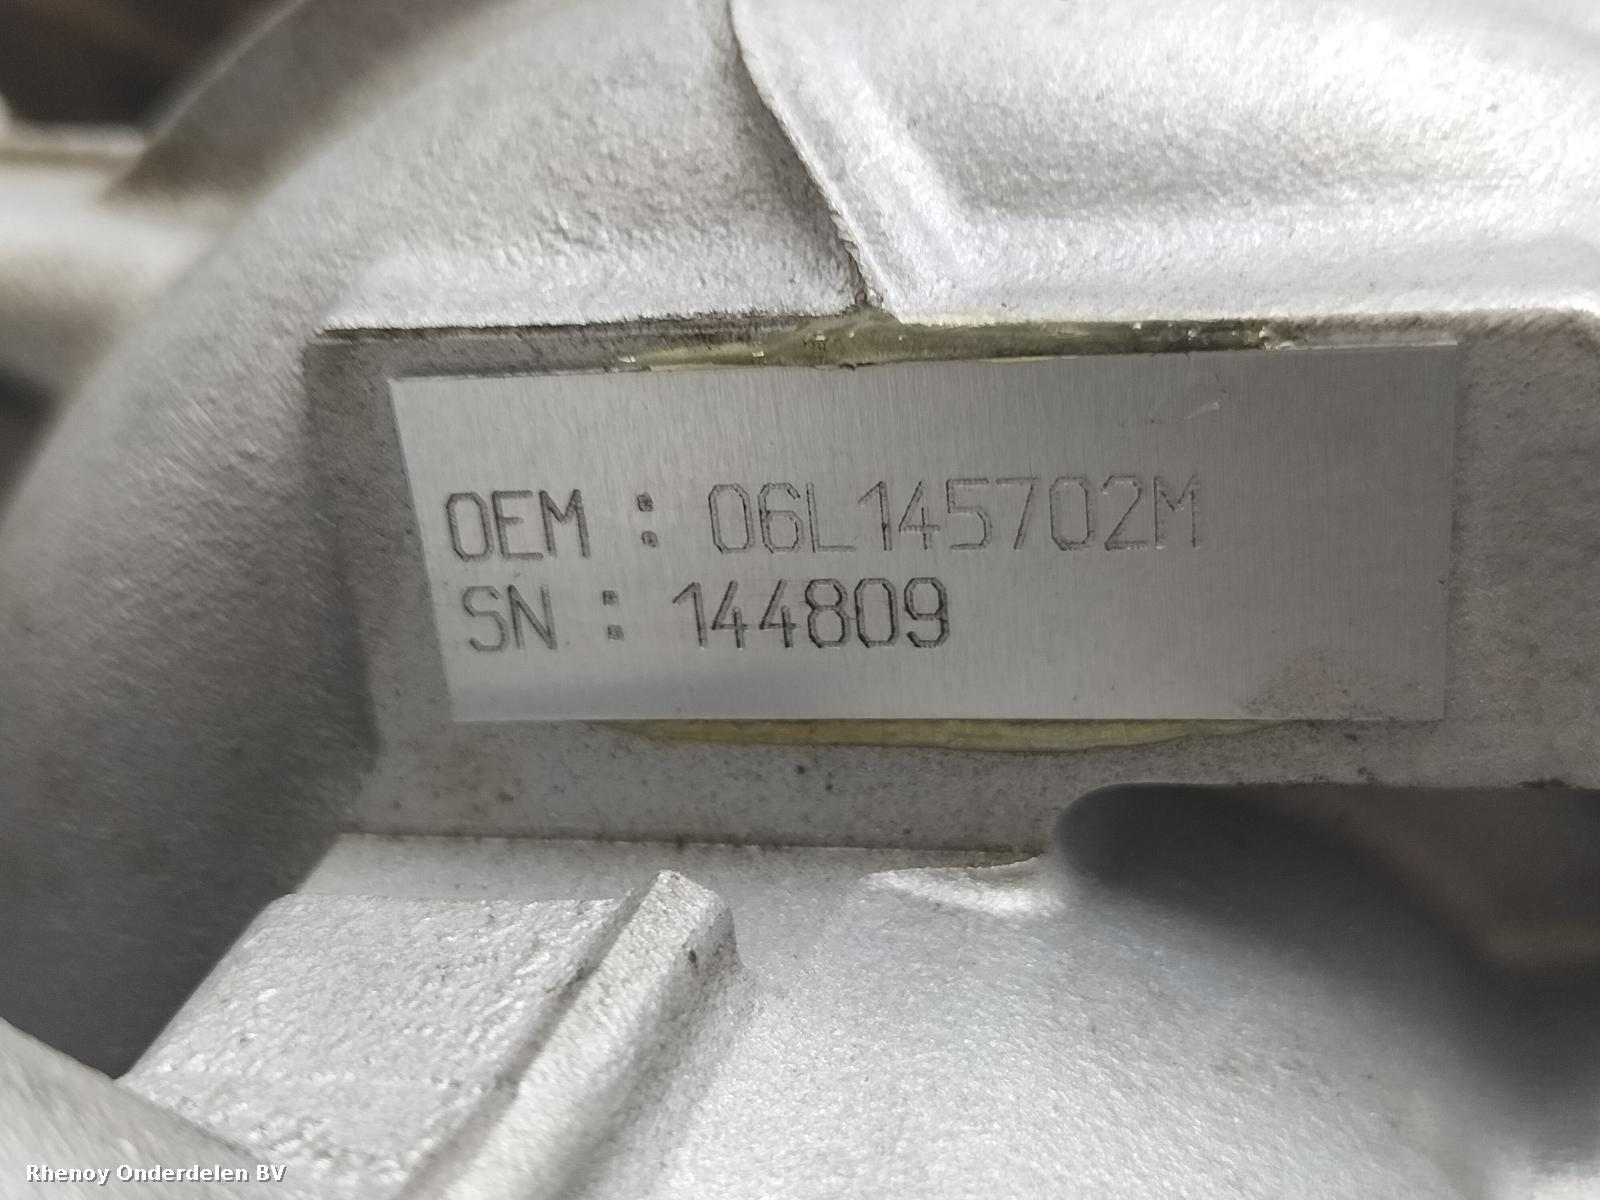 OEM : 06L145702M
SN : 144809
Rhenoy Onderdelen BV